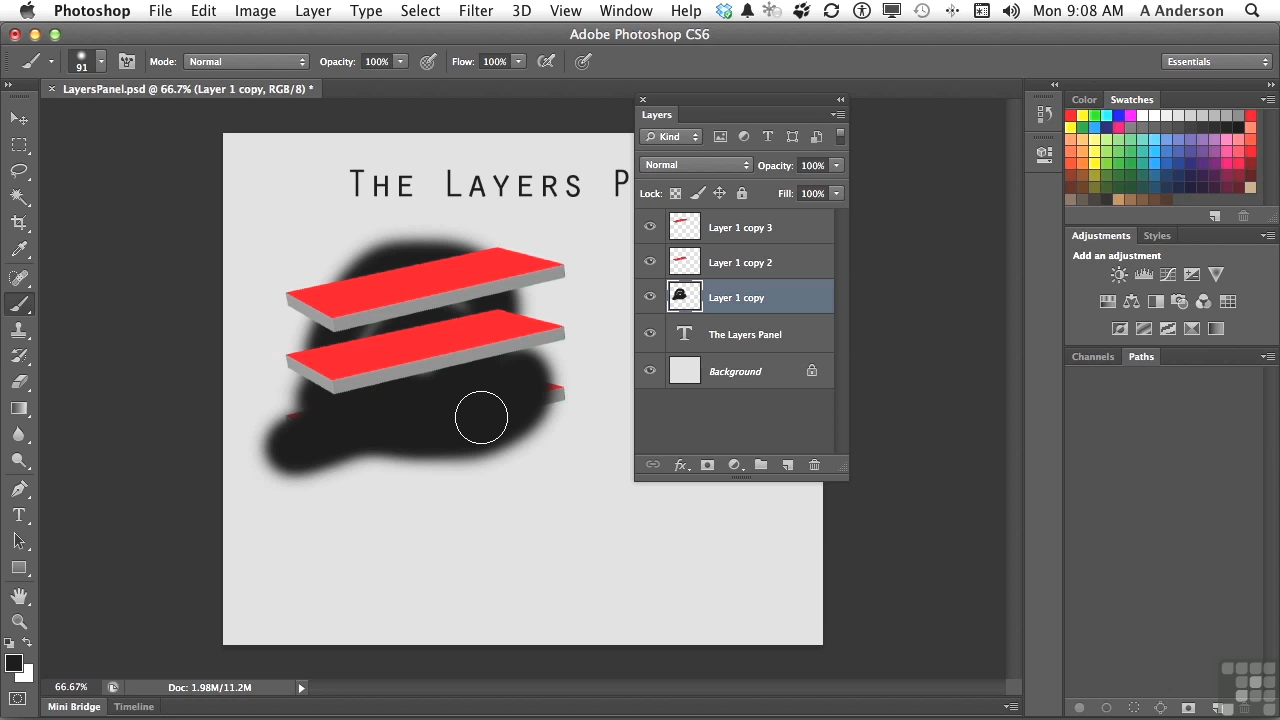 Photoshop File Edit Image Layer Type Select Filter 3D View Window Help Mon 9:08 AM A Anderson
Adobe Photoshop CS6
91 Mode: Normal Opacity: 100% Flow: 100% Essentials
LayersPanel.psd @ 66.7% (Layer 1 copy, RGB/8) *
Color Swatches
Layers
Kind
Normal Opacity: 100%
THE LAYERS P
Lock: Fill: 100%
Layer 1 copy 3
Adjustments Styles
Add an adjustment
Layer 1 copy 2
Layer 1 copy
T The Layers Panel
Channels Paths
Background
fx
66.67% Doc: 1.98M/11.2M
Mini Bridge Timeline